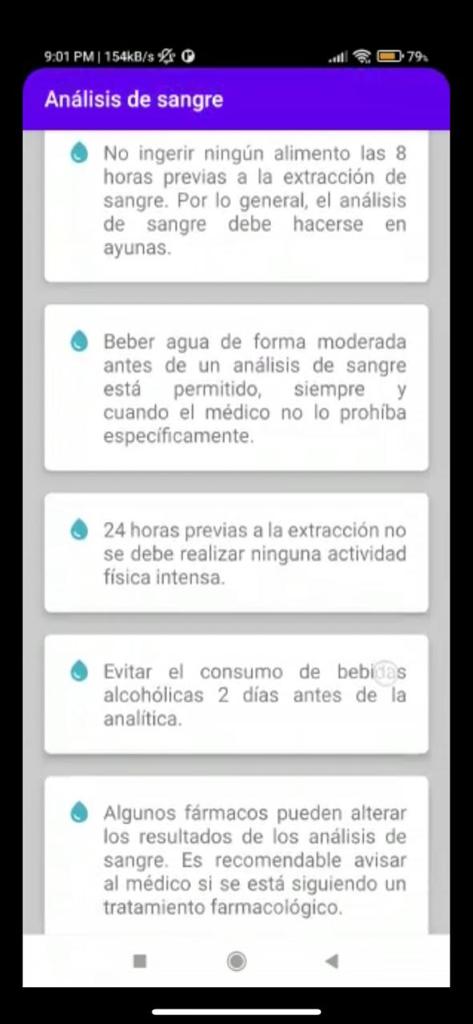 9:01 PM | 154kB/s
79%
Análisis de sangre
No ingerir ningún alimento las 8
horas previas a la extracción de
sangre. Por lo general, el análisis
de sangre debe hacerse en
ayunas.
Beber agua de forma moderada
antes de un análisis de sangre
está permitido, siempre y
cuando el médico no lo prohíba
específicamente.
24 horas previas a la extracción no
se debe realizar ninguna actividad
física intensa.
Evitar el consumo de bebidas
alcohólicas 2 días antes de la
analítica.
Algunos fármacos pueden alterar
los resultados de los análisis de
sangre. Es recomendable avisar
al médico si se está siguiendo un
tratamiento farmacológico.